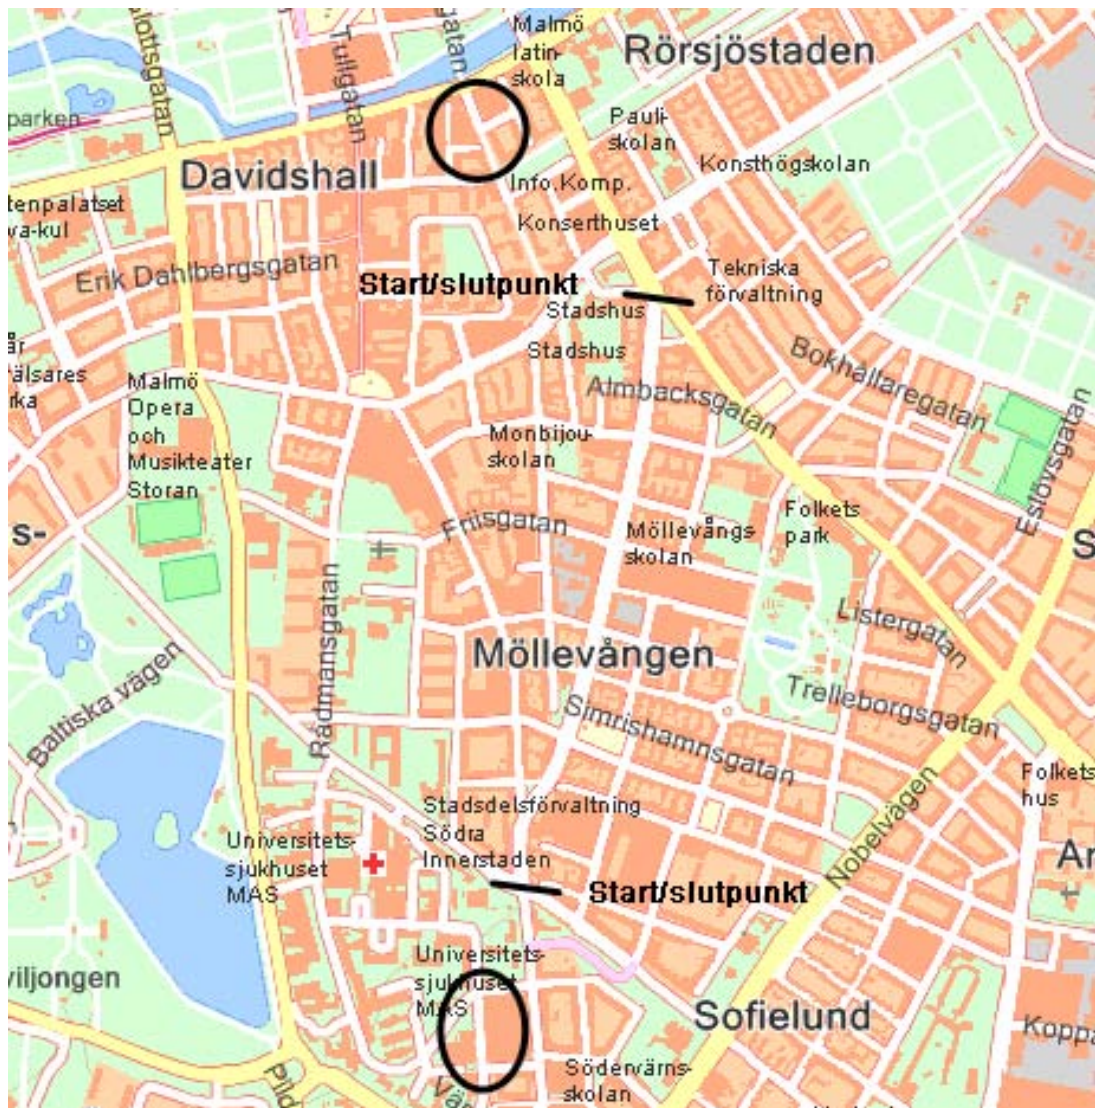 Malmö
latin-
skola
Rörsjöstaden
Tullgatan
Pauli-
skolan
parken
Konsthögskolan
Davidshall
Info.Komp.
tenpalatset
va-kul
Konserthuset
Erik Dahlbergsgatan
Tekniska
förvaltning
Start/slutpunkt
Stadshus
Stadshus
Bokhållaregatan
Malmö
Opera
och
Musikteater
Storan
Almbacksgatan
Monbijou-
skolan
Eslövsgatan
Friisgatan
Möllevångs
skolan
Folkets
park
s-
Rådmansgatan
Listergatan
Möllevången
Baltiska vägen
Trelleborgsgatan
Simrishamnsgatan
Folkets
hus
Stadsdelsförvaltning
Södra
Innerstaden
Nobelvägen
Universitets-
sjukhuset
MAS
Start/slutpunkt
Universitets-
sjukhuset
MAS
viljongen
Sofielund
Koppa
Södervärns-
skolan